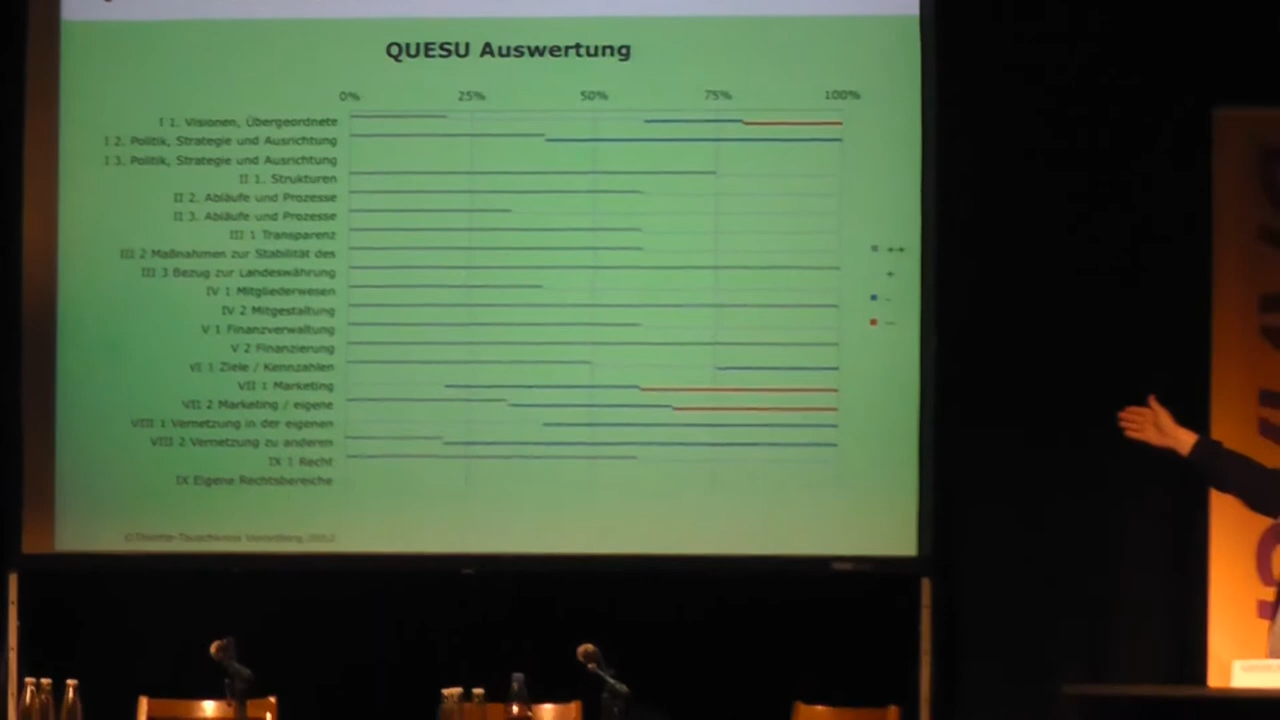 QUESU Auswertung
0% 25% 50% 75% 100%
I 1. Visionen, Übergeordnete
I 2. Politik, Strategie und Ausrichtung
I 3. Politik, Strategie und Ausrichtung
II 1. Strukturen
II 2. Abläufe und Prozesse
II 3. Abläufe und Prozesse
III 1 Transparenz
III 2 Maßnahmen zur Stabilität des
III 3 Bezug zur Landeswährung
IV 1 Mitgliederwesen
IV 2 Mitgestaltung
V 1 Finanzverwaltung
V 2 Finanzierung
VI 1 Ziele / Kennzahlen
VII 1 Marketing
VII 2 Marketing / eigene
VIII 1 Vernetzung in der eigenen
VIII 2 Vernetzung zu anderen
IX 1 Recht
IX Eigene Rechtsbereiche
++
+
-
--